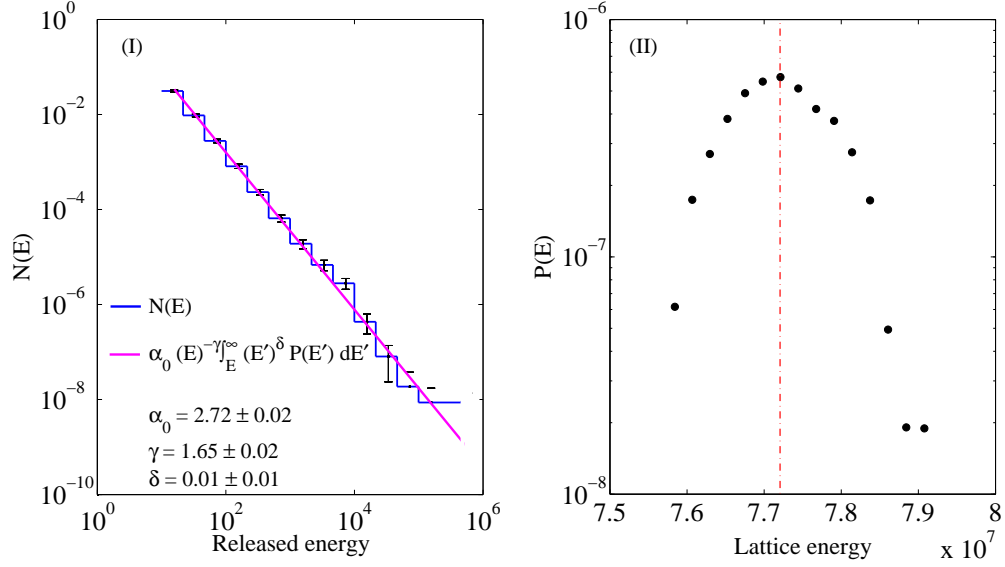 (I)
N(E)
10^0
10^-2
10^-4
10^-6
10^-8
10^-10
N(E)
α_0 (E)^-γ ∫_E^∞ (E′)^δ P(E′) dE′
α_0 = 2.72 ± 0.02
γ = 1.65 ± 0.02
δ = 0.01 ± 0.01
10^0 10^2 10^4 10^6
Released energy
(II)
P(E)
10^-6
10^-7
10^-8
7.5 7.6 7.7 7.8 7.9 8
Lattice energy
x 10^7